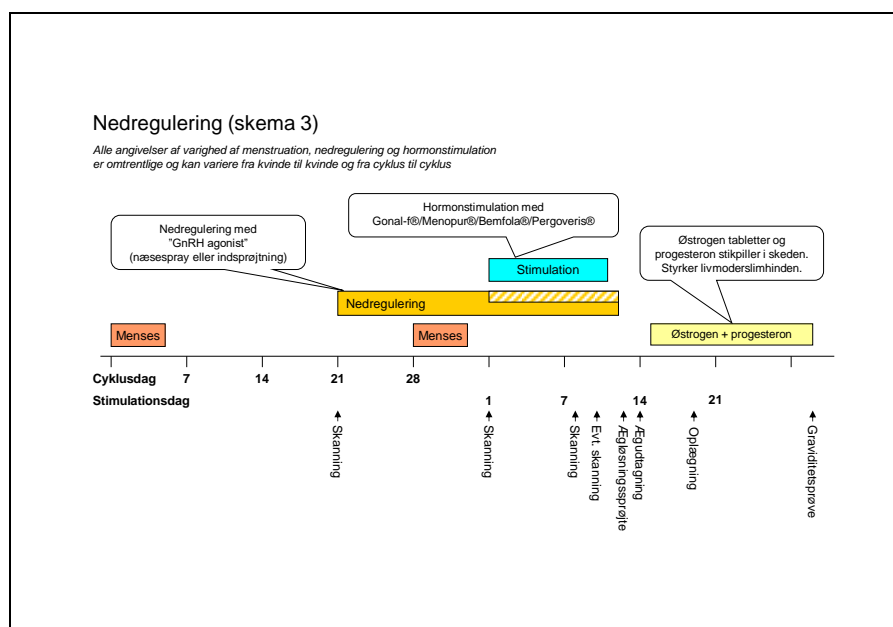 Nedregulering (skema 3)
Alle angivelser af varighed af menstruation, nedregulering og hormonstimulation
er omtrentlige og kan variere fra kvinde til kvinde og fra cyklus til cyklus
Hormonstimulation med
Gonal-f®/Menopur®/Bemfola®/Pergoveris®
Nedregulering med
"GnRH agonist"
(næsespray eller indsprøjtning)
Østrogen tabletter og
progesteron stikpiller i skeden.
Styrker livmoderslimhinden.
Stimulation
Nedregulering
Menses
Menses
Østrogen + progesteron
Cyklusdag 7 14 21 28
Stimulationsdag 1 7 14 21
Skanning
Skanning
Skanning
Evt. skanning
Ægløsningssprøjte
Ægudtagning
Oplægning
Graviditetsprøve